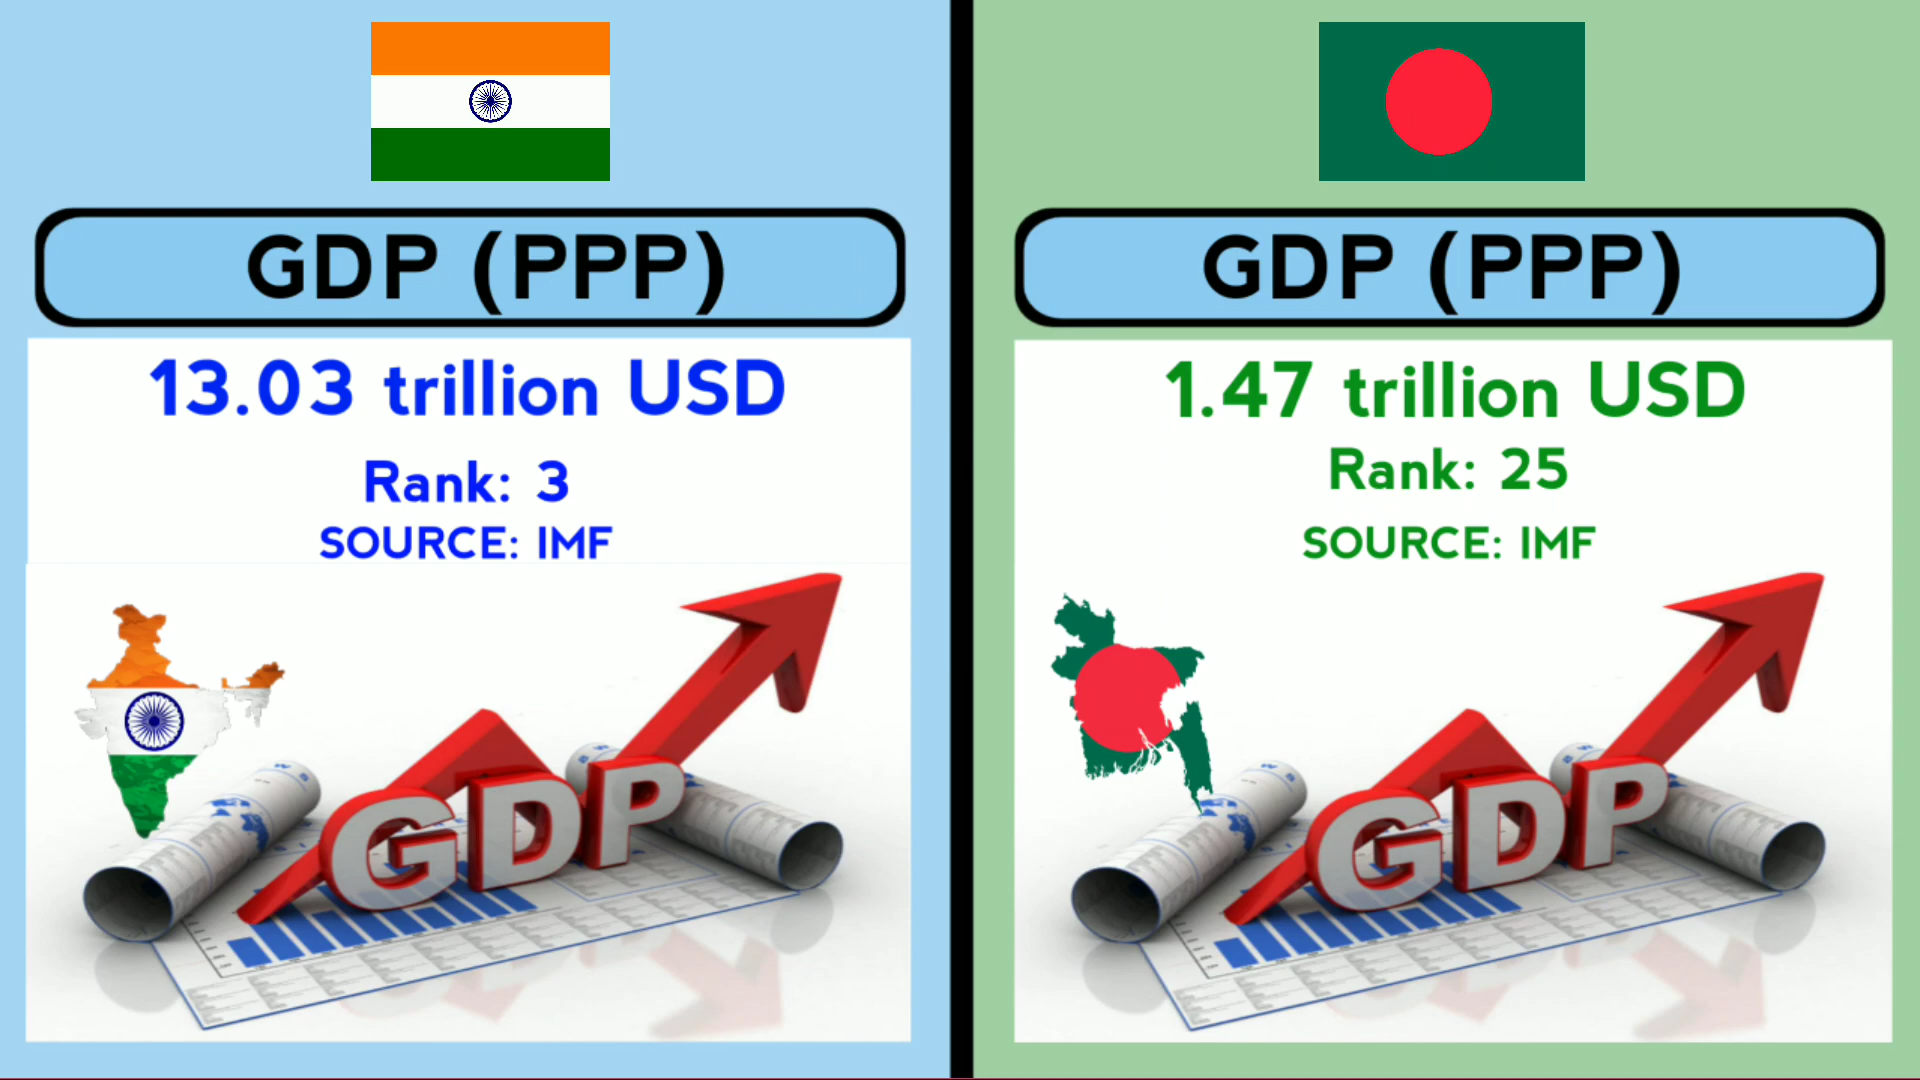 GDP (PPP)
13.03 trillion USD
Rank: 3
SOURCE: IMF
GDP
GDP (PPP)
1.47 trillion USD
Rank: 25
SOURCE: IMF
GDP